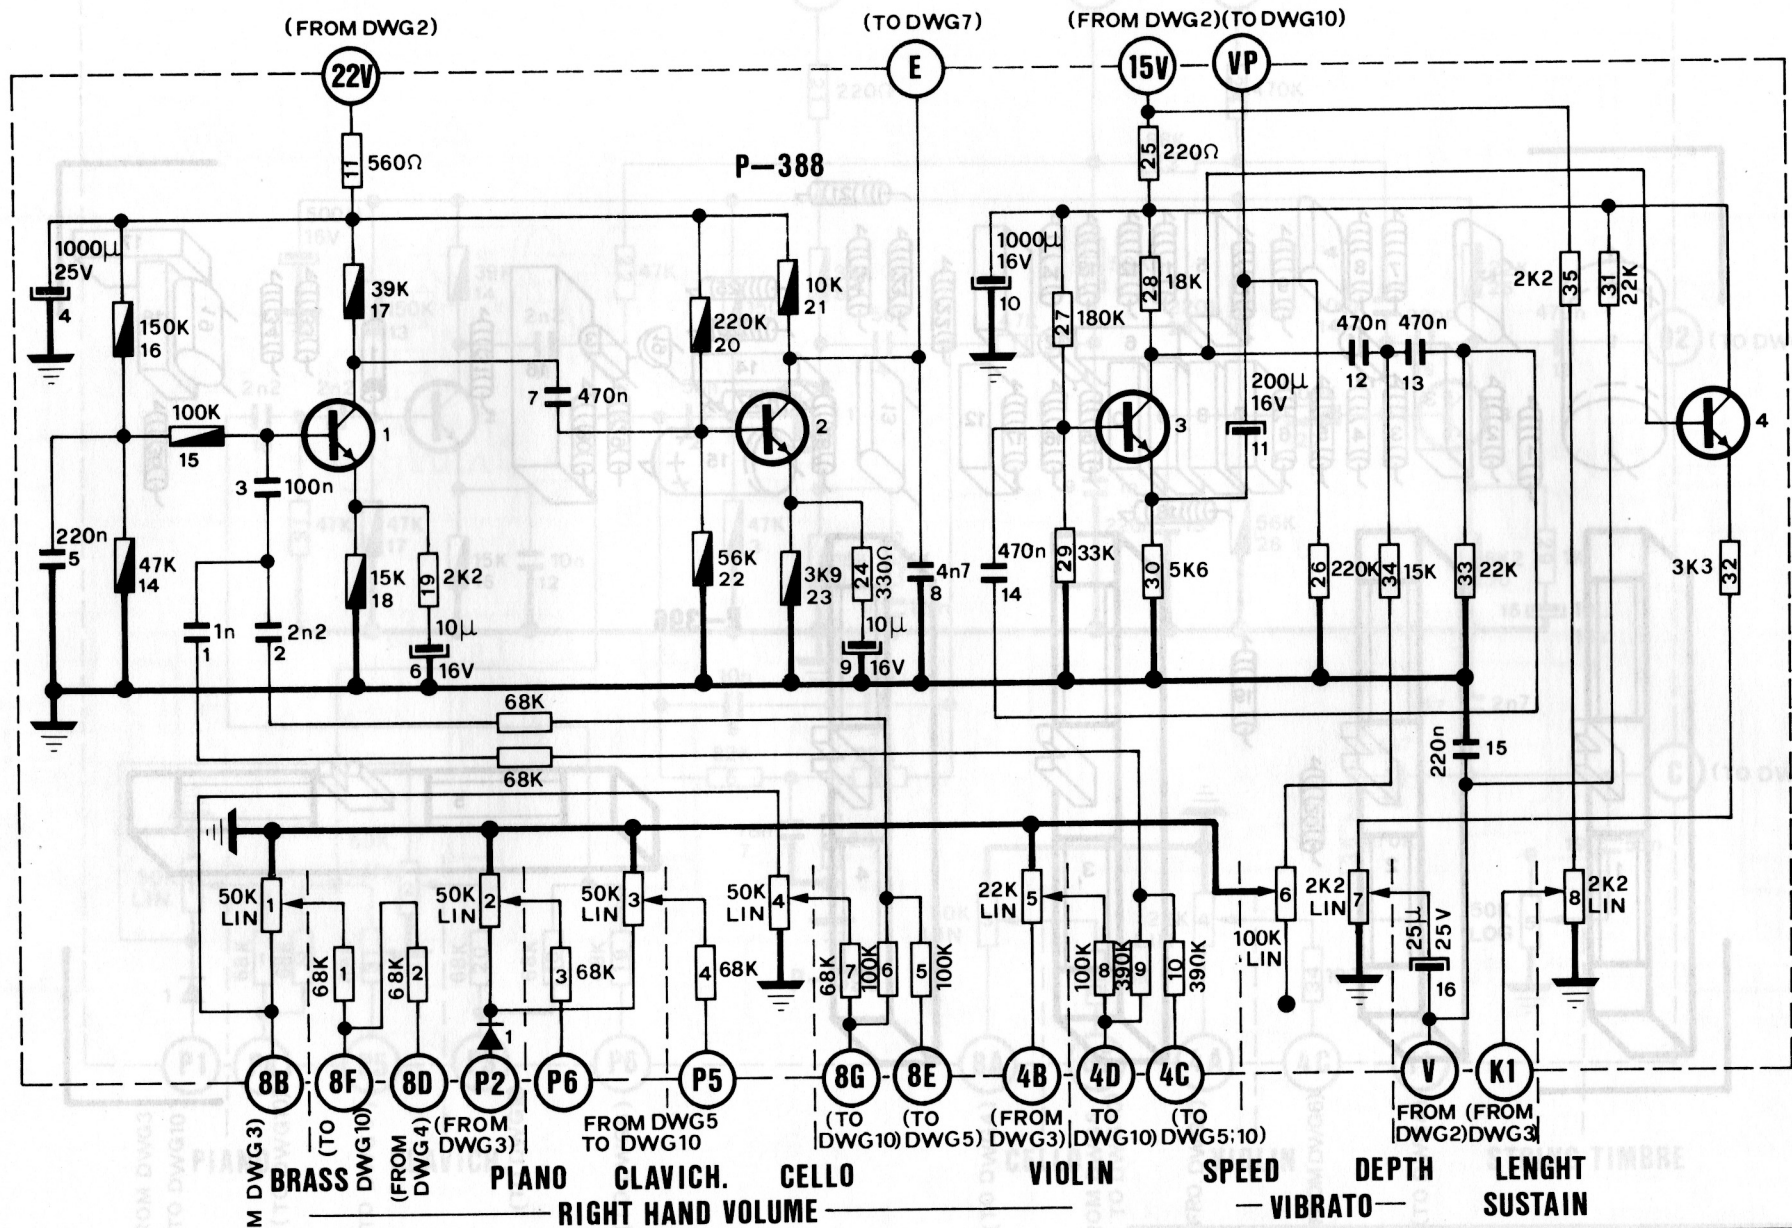 (FROM DWG2)
(TO DWG7)
(FROM DWG2)(TO DWG10)
22V
E
15V
VP
11
560Ω
P—388
25
220Ω
1000µ
25V
4
150K
16
39K
17
220K
20
10K
21
1000µ
16V
10
27
180K
28
18K
2K2
35
31
22K
470n
12
470n
13
200µ
16V
11
100K
15
1
7
470n
2
3
4
3
100n
220n
5
47K
14
15K
18
19
2K2
56K
22
3K9
23
24
330Ω
4n7
8
470n
14
29
33K
30
5K6
26
220K
34
15K
33
22K
3K3
32
1n
1
2n2
2
10µ
6
16V
10µ
9
16V
68K
68K
220n
15
50K
LIN
1
50K
LIN
2
50K
LIN
3
50K
LIN
4
22K
LIN
5
6
100K
LIN
2K2
LIN
7
25µ
25V
16
8
2K2
LIN
68K
1
68K
2
3
68K
4
68K
68K
7
100K
6
5
100K
100K
8
390K
9
10
390K
1
8B
8F
8D
P2
P6
P5
8G
8E
4B
4D
4C
V
K1
M DWG3)
(TO
DWG10)
(FROM
DWG4)
(FROM
DWG3)
FROM DWG5
TO DWG10
(TO
DWG10)
(TO
DWG5)
(FROM
DWG3)
TO
DWG10)
(TO
DWG5;10)
FROM
DWG2)
(FROM
DWG3)
BRASS
PIANO
CLAVICH.
CELLO
VIOLIN
SPEED
DEPTH
LENGHT
RIGHT HAND VOLUME
—VIBRATO—
SUSTAIN